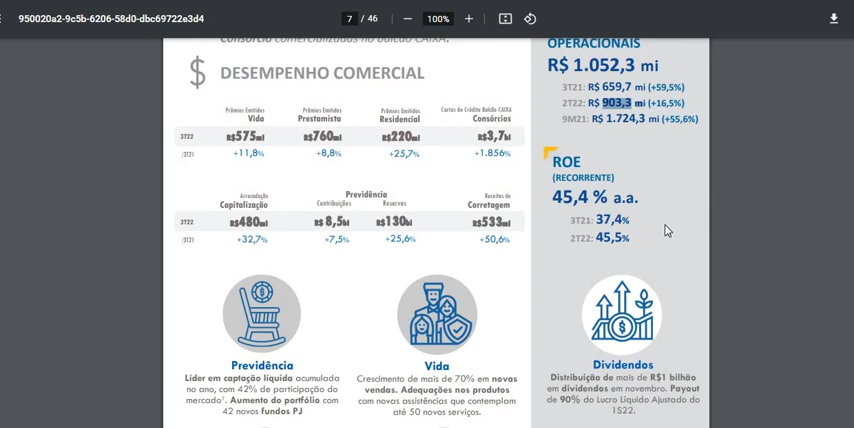 950020a2-9c5b-6206-58d0-dbc69722e3d4
7 / 46
100%
Consórcio comercializados no balcão CAIXA.
$ DESEMPENHO COMERCIAL
Prêmios Emitidos Prêmios Emitidos Prêmios Emitidos Cartas de Crédito Balcão CAIXA
Vida Prestamista Residencial Consórcios
3T22 R$575mi R$760mi R$220mi R$3,7bi
/3T21 +11,8% +8,8% +25,7% +1.856%
Arrecadação Previdência Receitas de
Capitalização Contribuições Reservas Corretagem
3T22 R$480mi R$ 8,5bi R$130bi R$533mi
/3T21 +32,7% +7,5% +25,6% +50,6%
Previdência
Líder em captação líquida acumulada
no ano, com 42% de participação do
mercado¹. Aumento do portfólio com
42 novos fundos PJ
Vida
Crescimento de mais de 70% em novas
vendas. Adequações nos produtos
com novas assistências que contemplam
até 50 novos serviços.
OPERACIONAIS
R$ 1.052,3 mi
3T21: R$ 659,7 mi (+59,5%)
2T22: R$ 903,3 mi (+16,5%)
9M21: R$ 1.724,3 mi (+55,6%)
ROE
(RECORRENTE)
45,4 % a.a.
3T21: 37,4%
2T22: 45,5%
$
Dividendos
Distribuição de mais de R$1 bilhão
em dividendos em novembro. Payout
de 90% do Lucro Líquido Ajustado do
1S22.